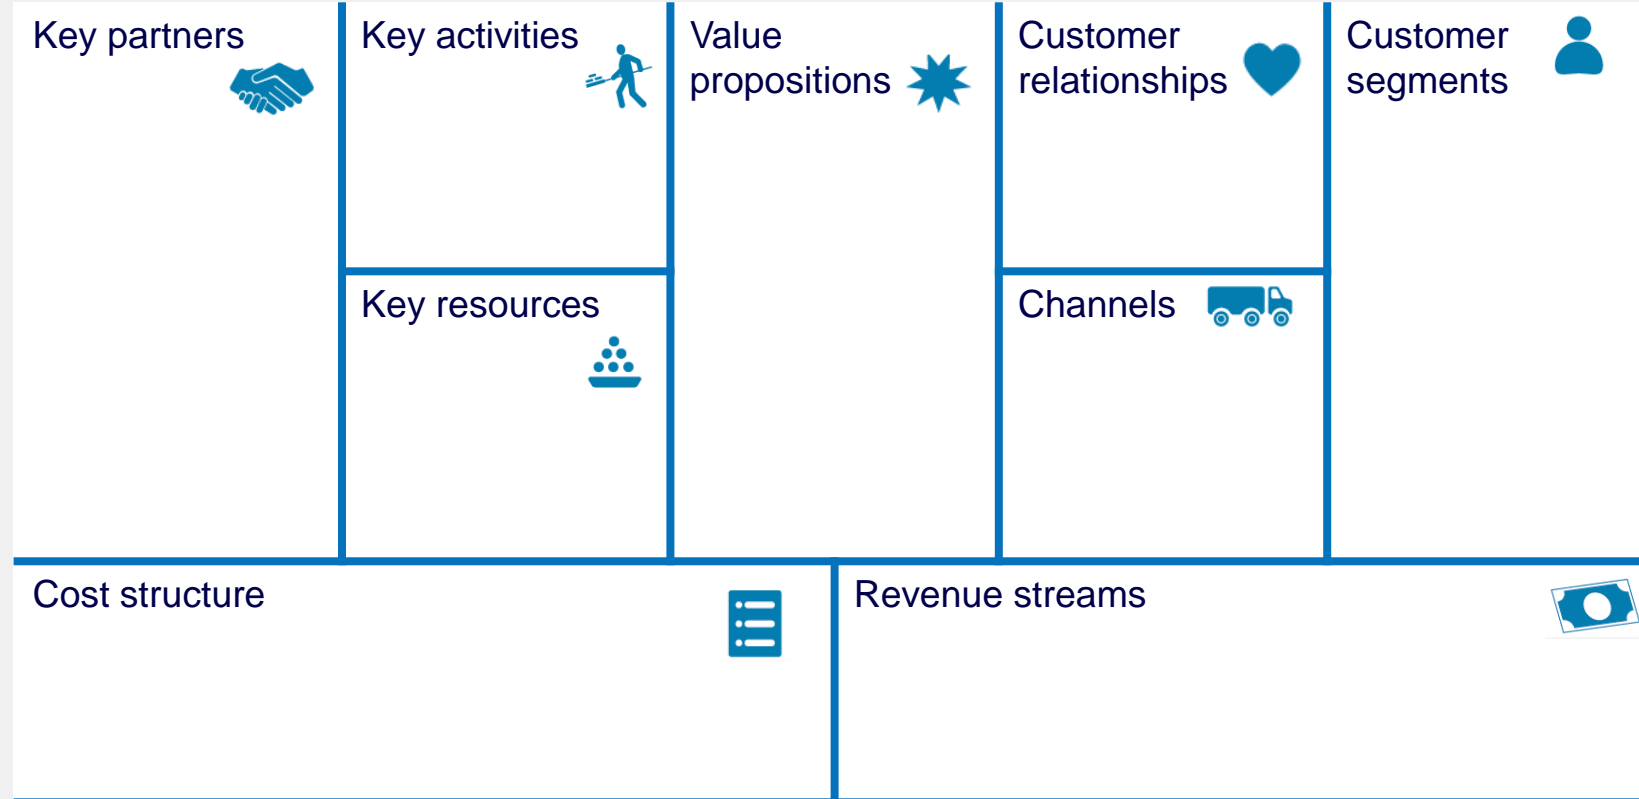 Key partners
Key activities
Value
propositions
Customer
relationships
Customer
segments
Key resources
Channels
Cost structure
Revenue streams